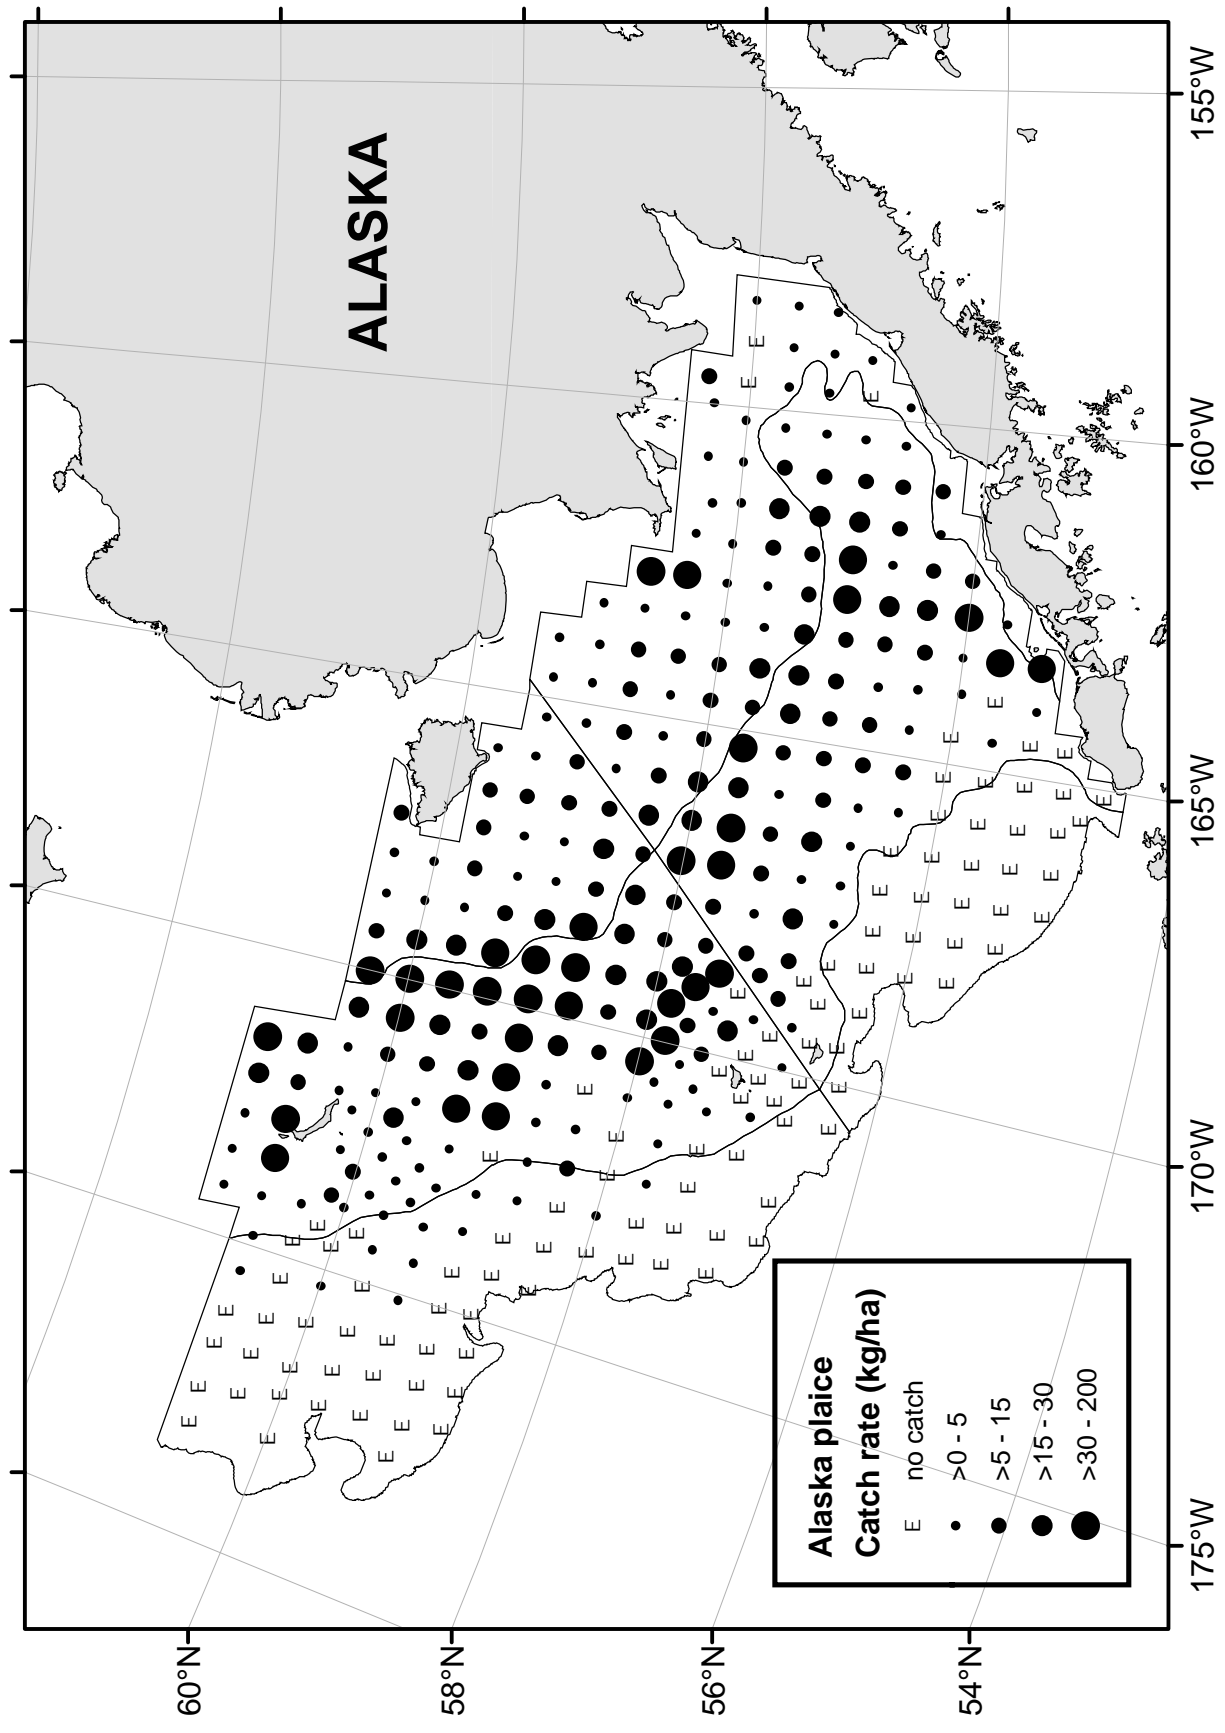 ALASKA
Alaska plaice
Catch rate (kg/ha)
E no catch
>0 - 5
>5 - 15
>15 - 30
>30 - 200
60°N
58°N
56°N
54°N
175°W
170°W
165°W
160°W
155°W